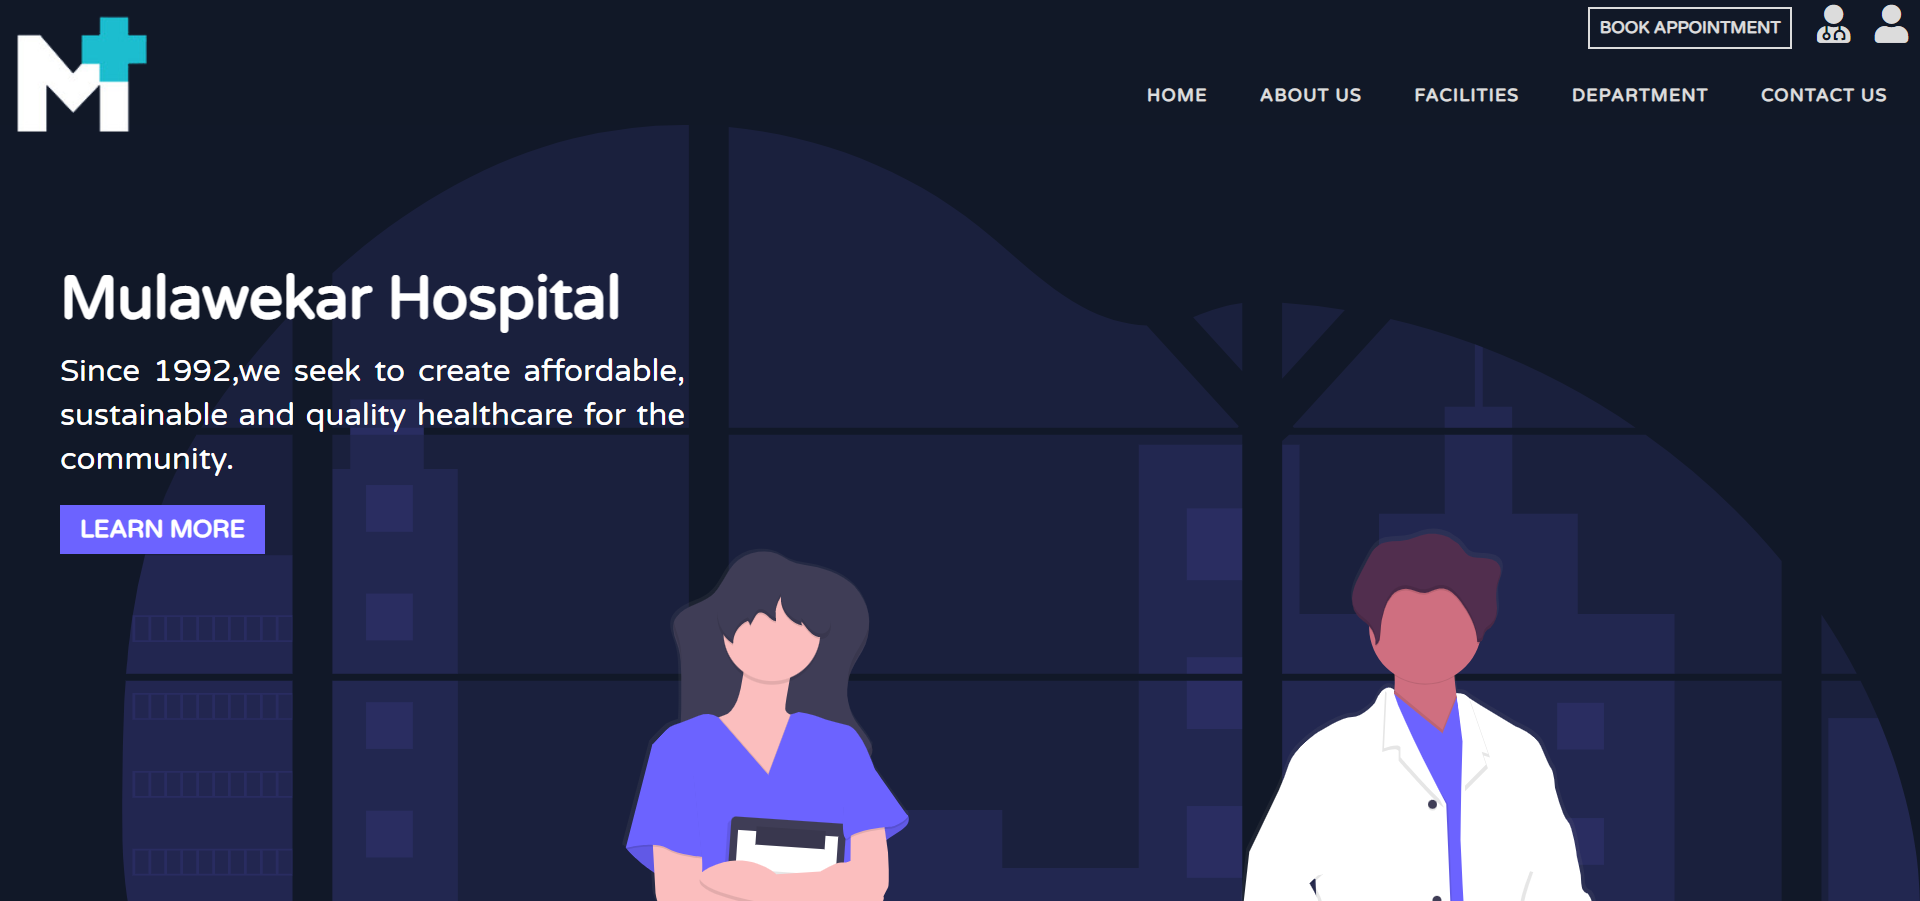 M
BOOK APPOINTMENT
HOME ABOUT US FACILITIES DEPARTMENT CONTACT US
Mulawekar Hospital
Since 1992,we seek to create affordable,
sustainable and quality healthcare for the
community.
LEARN MORE